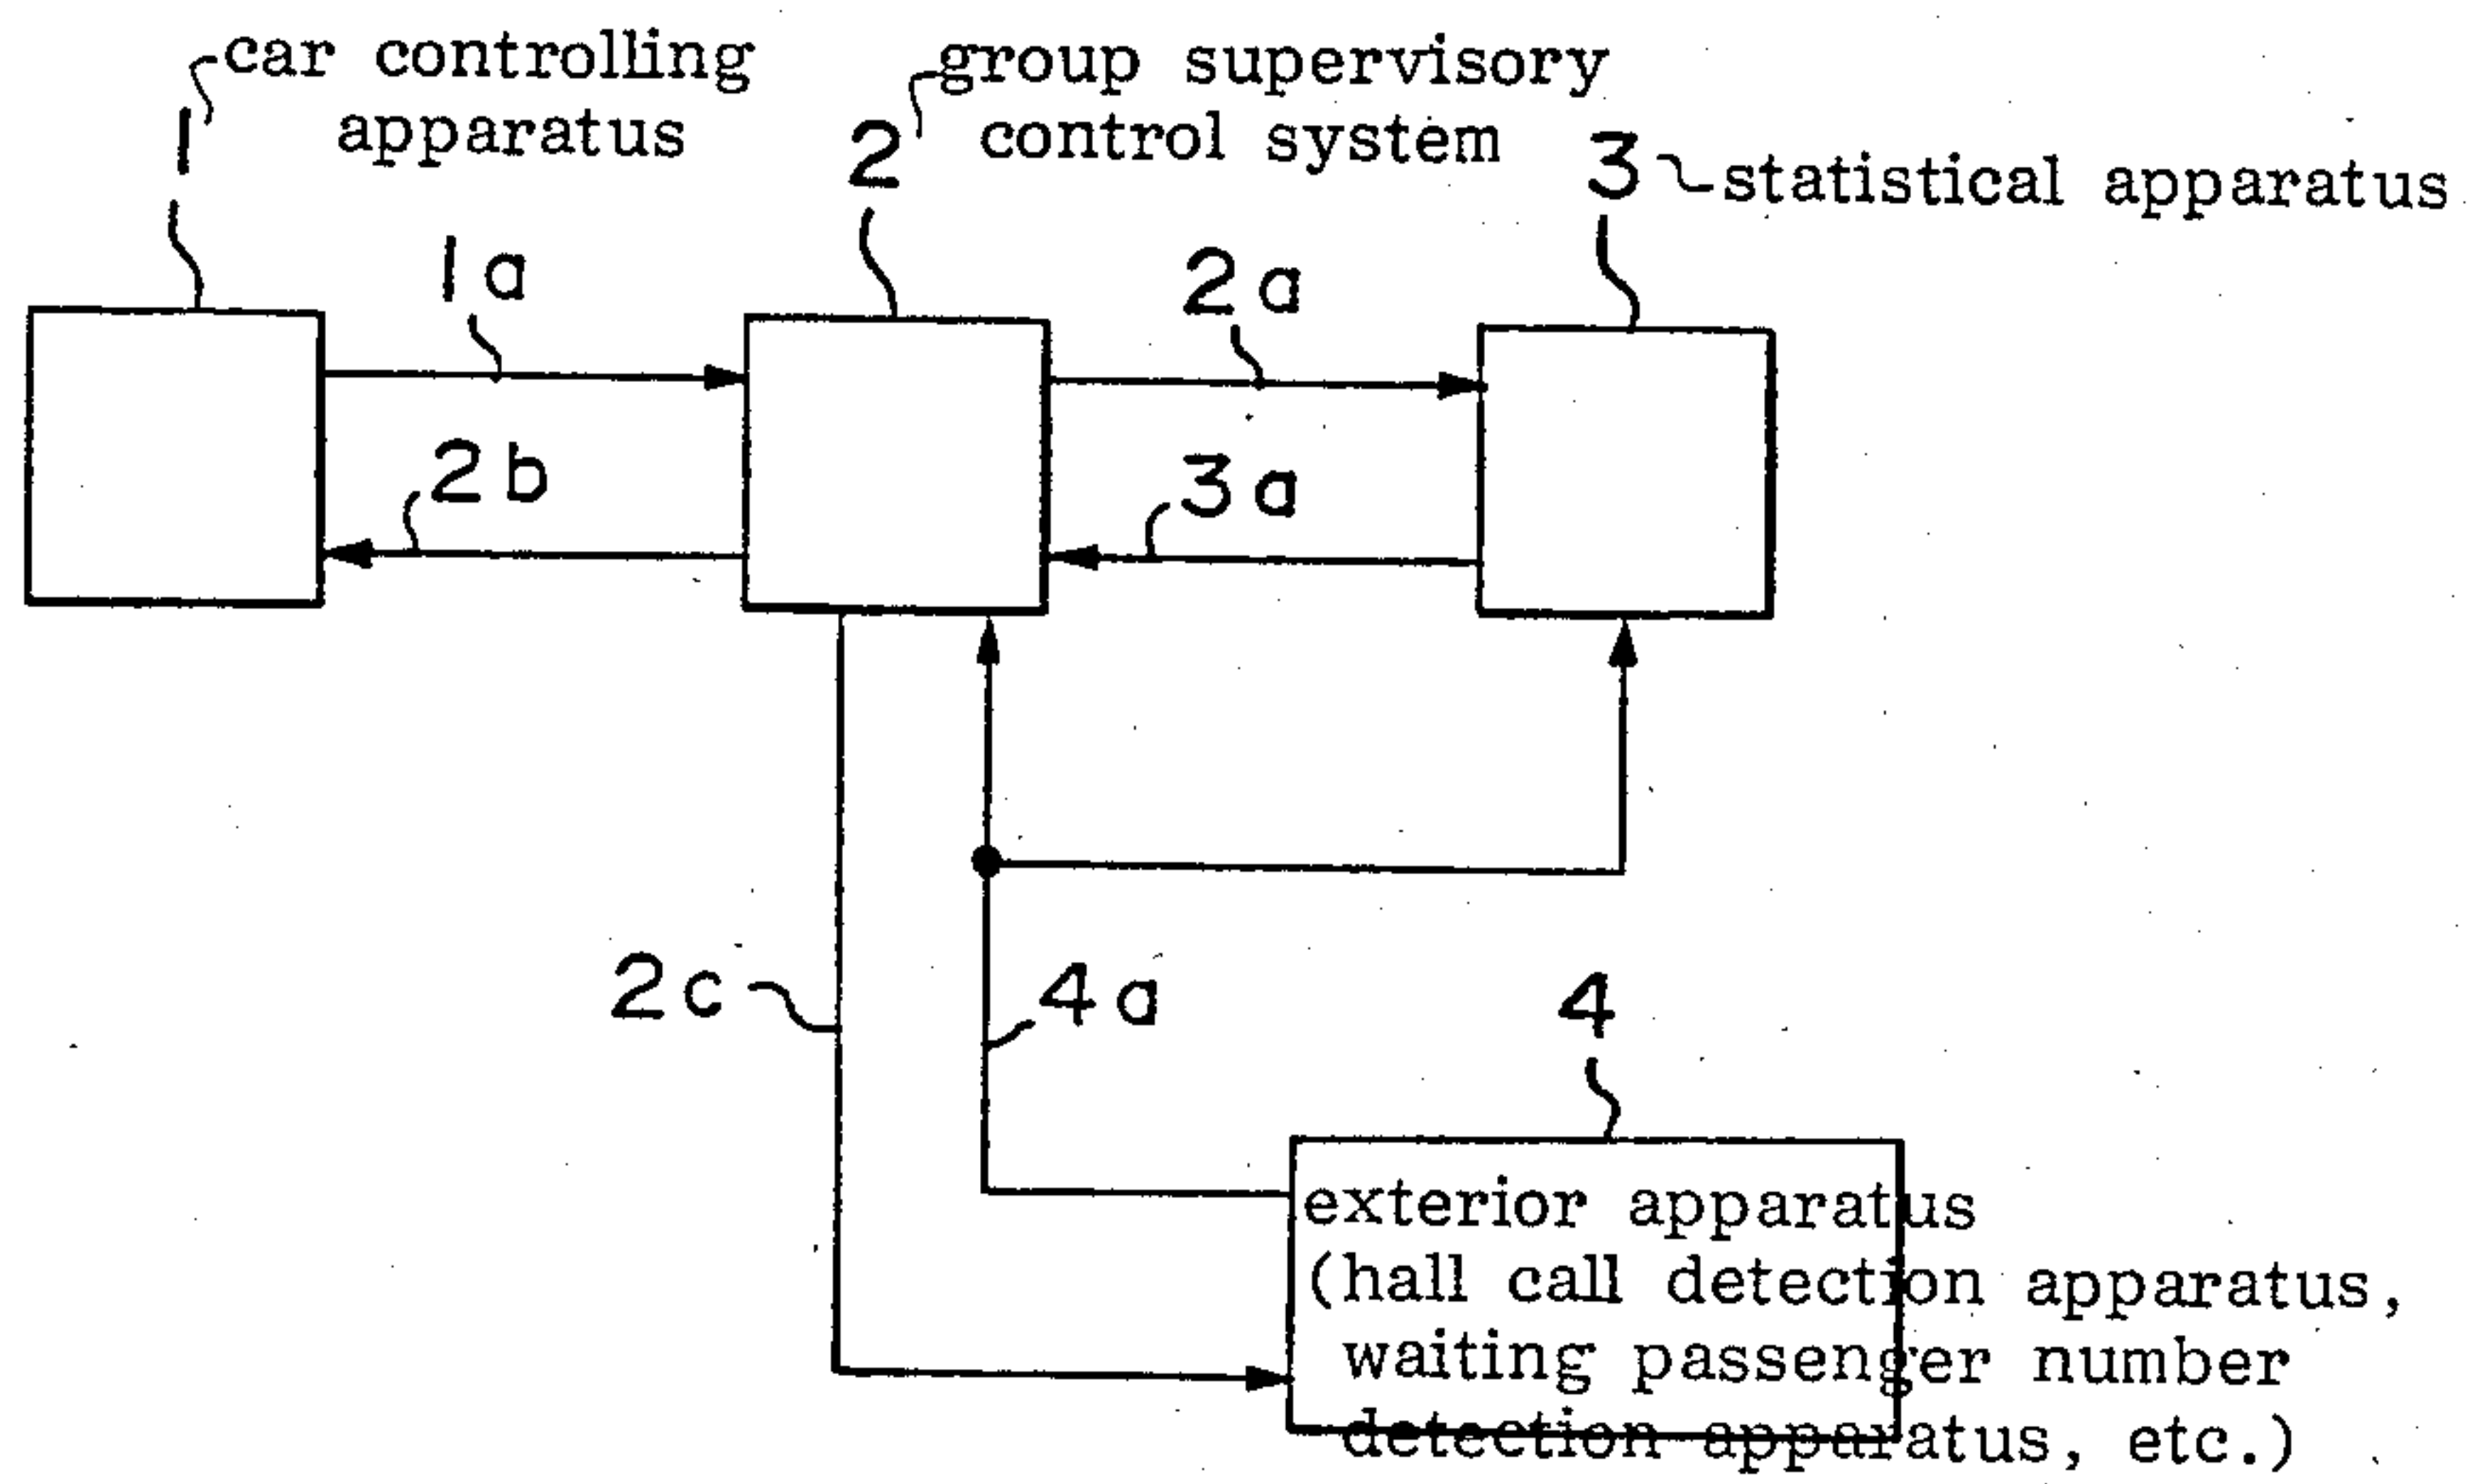 car controlling
apparatus
1
group supervisory
control system
2
3
statistical apparatus
1a
2a
2b
3a
2c
4a
4
exterior apparatus
(hall call detection apparatus,
waiting passenger number
detection apparatus, etc.)